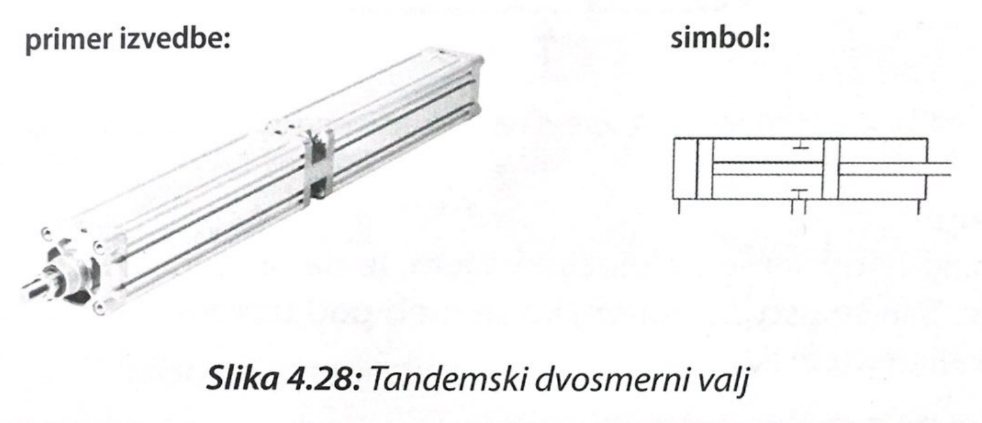 primer izvedbe:
simbol:
Slika 4.28: Tandemski dvosmerni valj